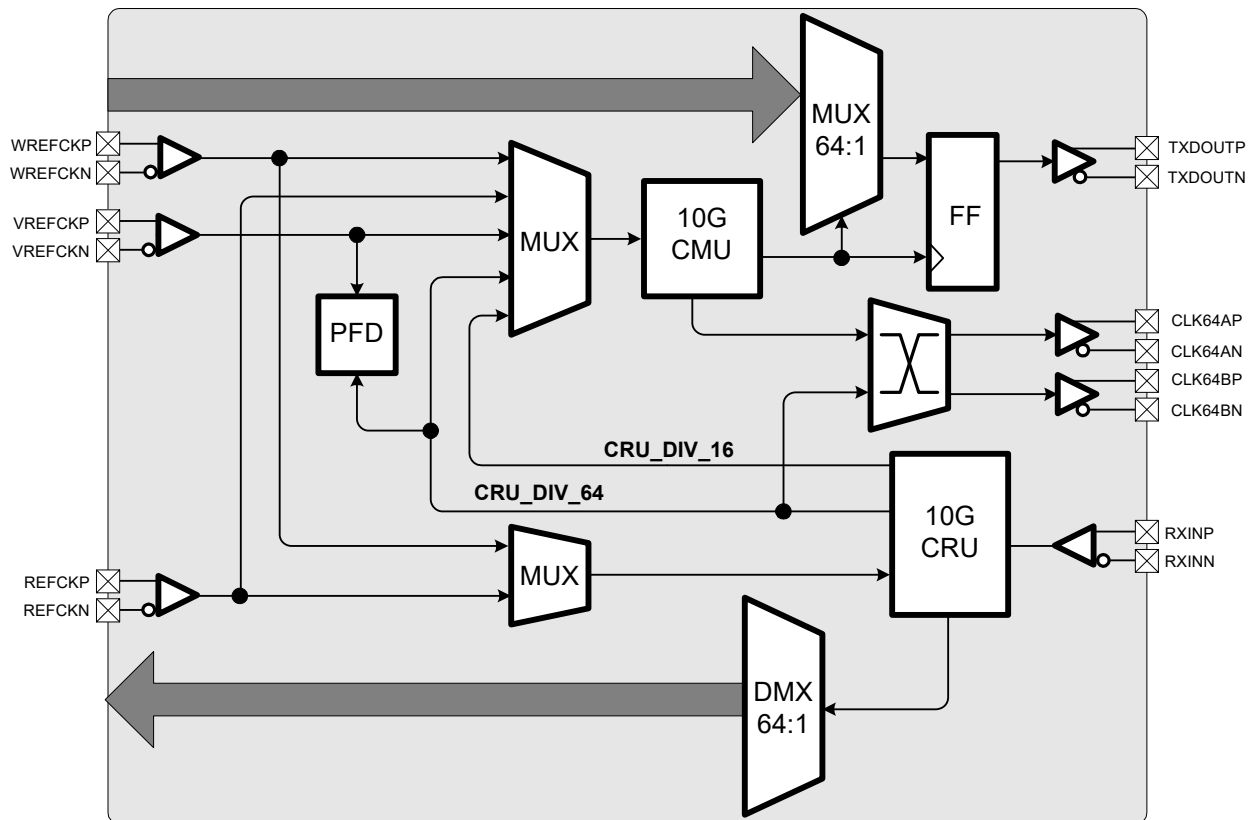 WREFCKP
WREFCKN
VREFCKP
VREFCKN
REFCKP
REFCKN
MUX
64:1
MUX
10G
CMU
FF
PFD
CRU_DIV_16
CRU_DIV_64
MUX
10G
CRU
DMX
64:1
TXDOUTP
TXDOUTN
CLK64AP
CLK64AN
CLK64BP
CLK64BN
RXINP
RXINN